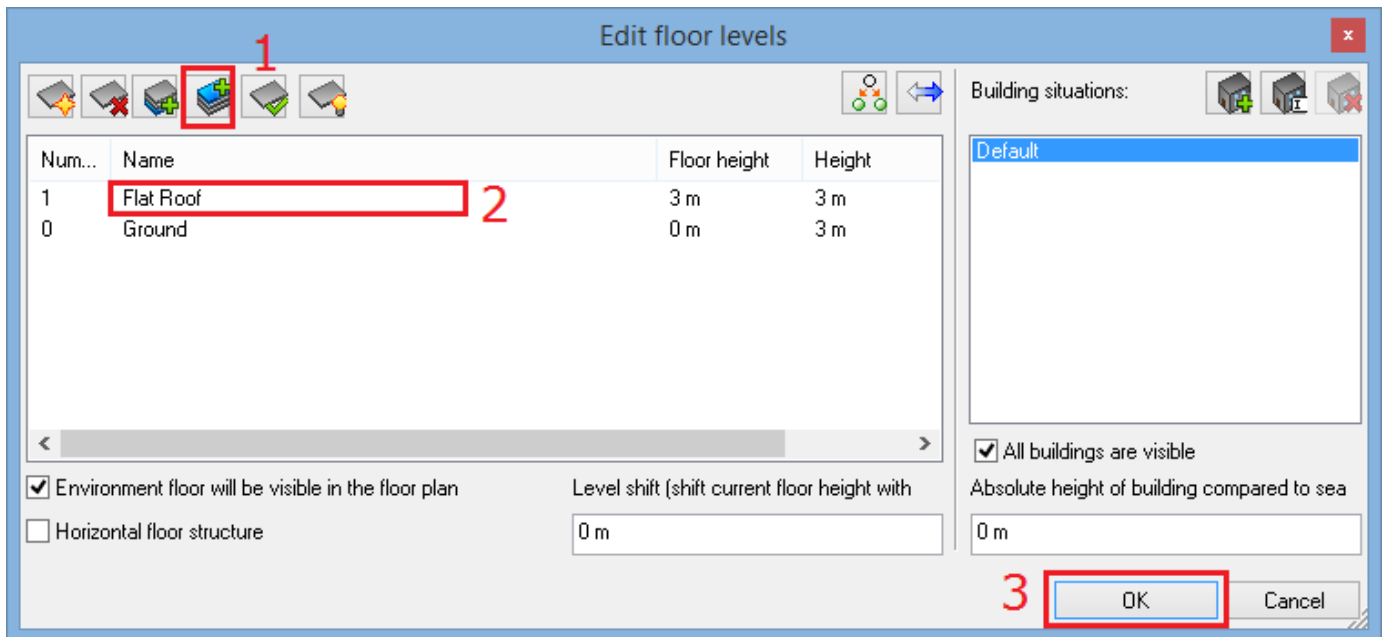 Edit floor levels
x
1
Building situations:
Num... Name Floor height Height
1 Flat Roof 3 m 3 m
2
0 Ground 0 m 3 m
Default
All buildings are visible
Environment floor will be visible in the floor plan
Level shift (shift current floor height with
Absolute height of building compared to sea
Horizontal floor structure
0 m
0 m
3
OK
Cancel